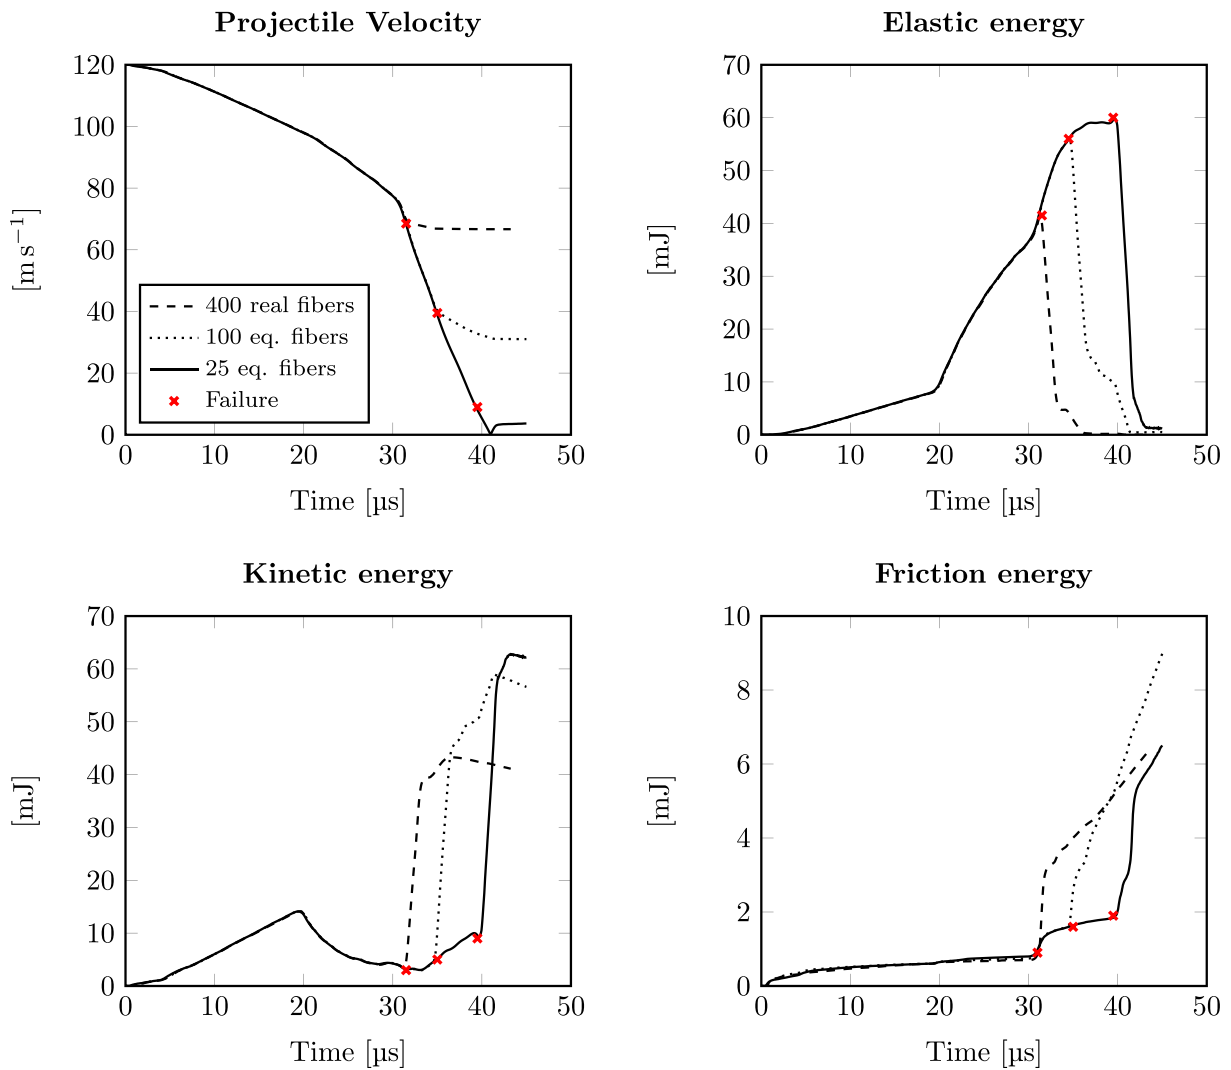 Projectile Velocity
120
100
80
60
40
20
0
[m s⁻¹]
400 real fibers
100 eq. fibers
25 eq. fibers
Failure
0 10 20 30 40 50
Time [µs]
Elastic energy
70
60
50
40
30
20
10
0
[mJ]
0 10 20 30 40 50
Time [µs]
Kinetic energy
70
60
50
40
30
20
10
0
[mJ]
0 10 20 30 40 50
Time [µs]
Friction energy
10
8
6
4
2
0
[mJ]
0 10 20 30 40 50
Time [µs]